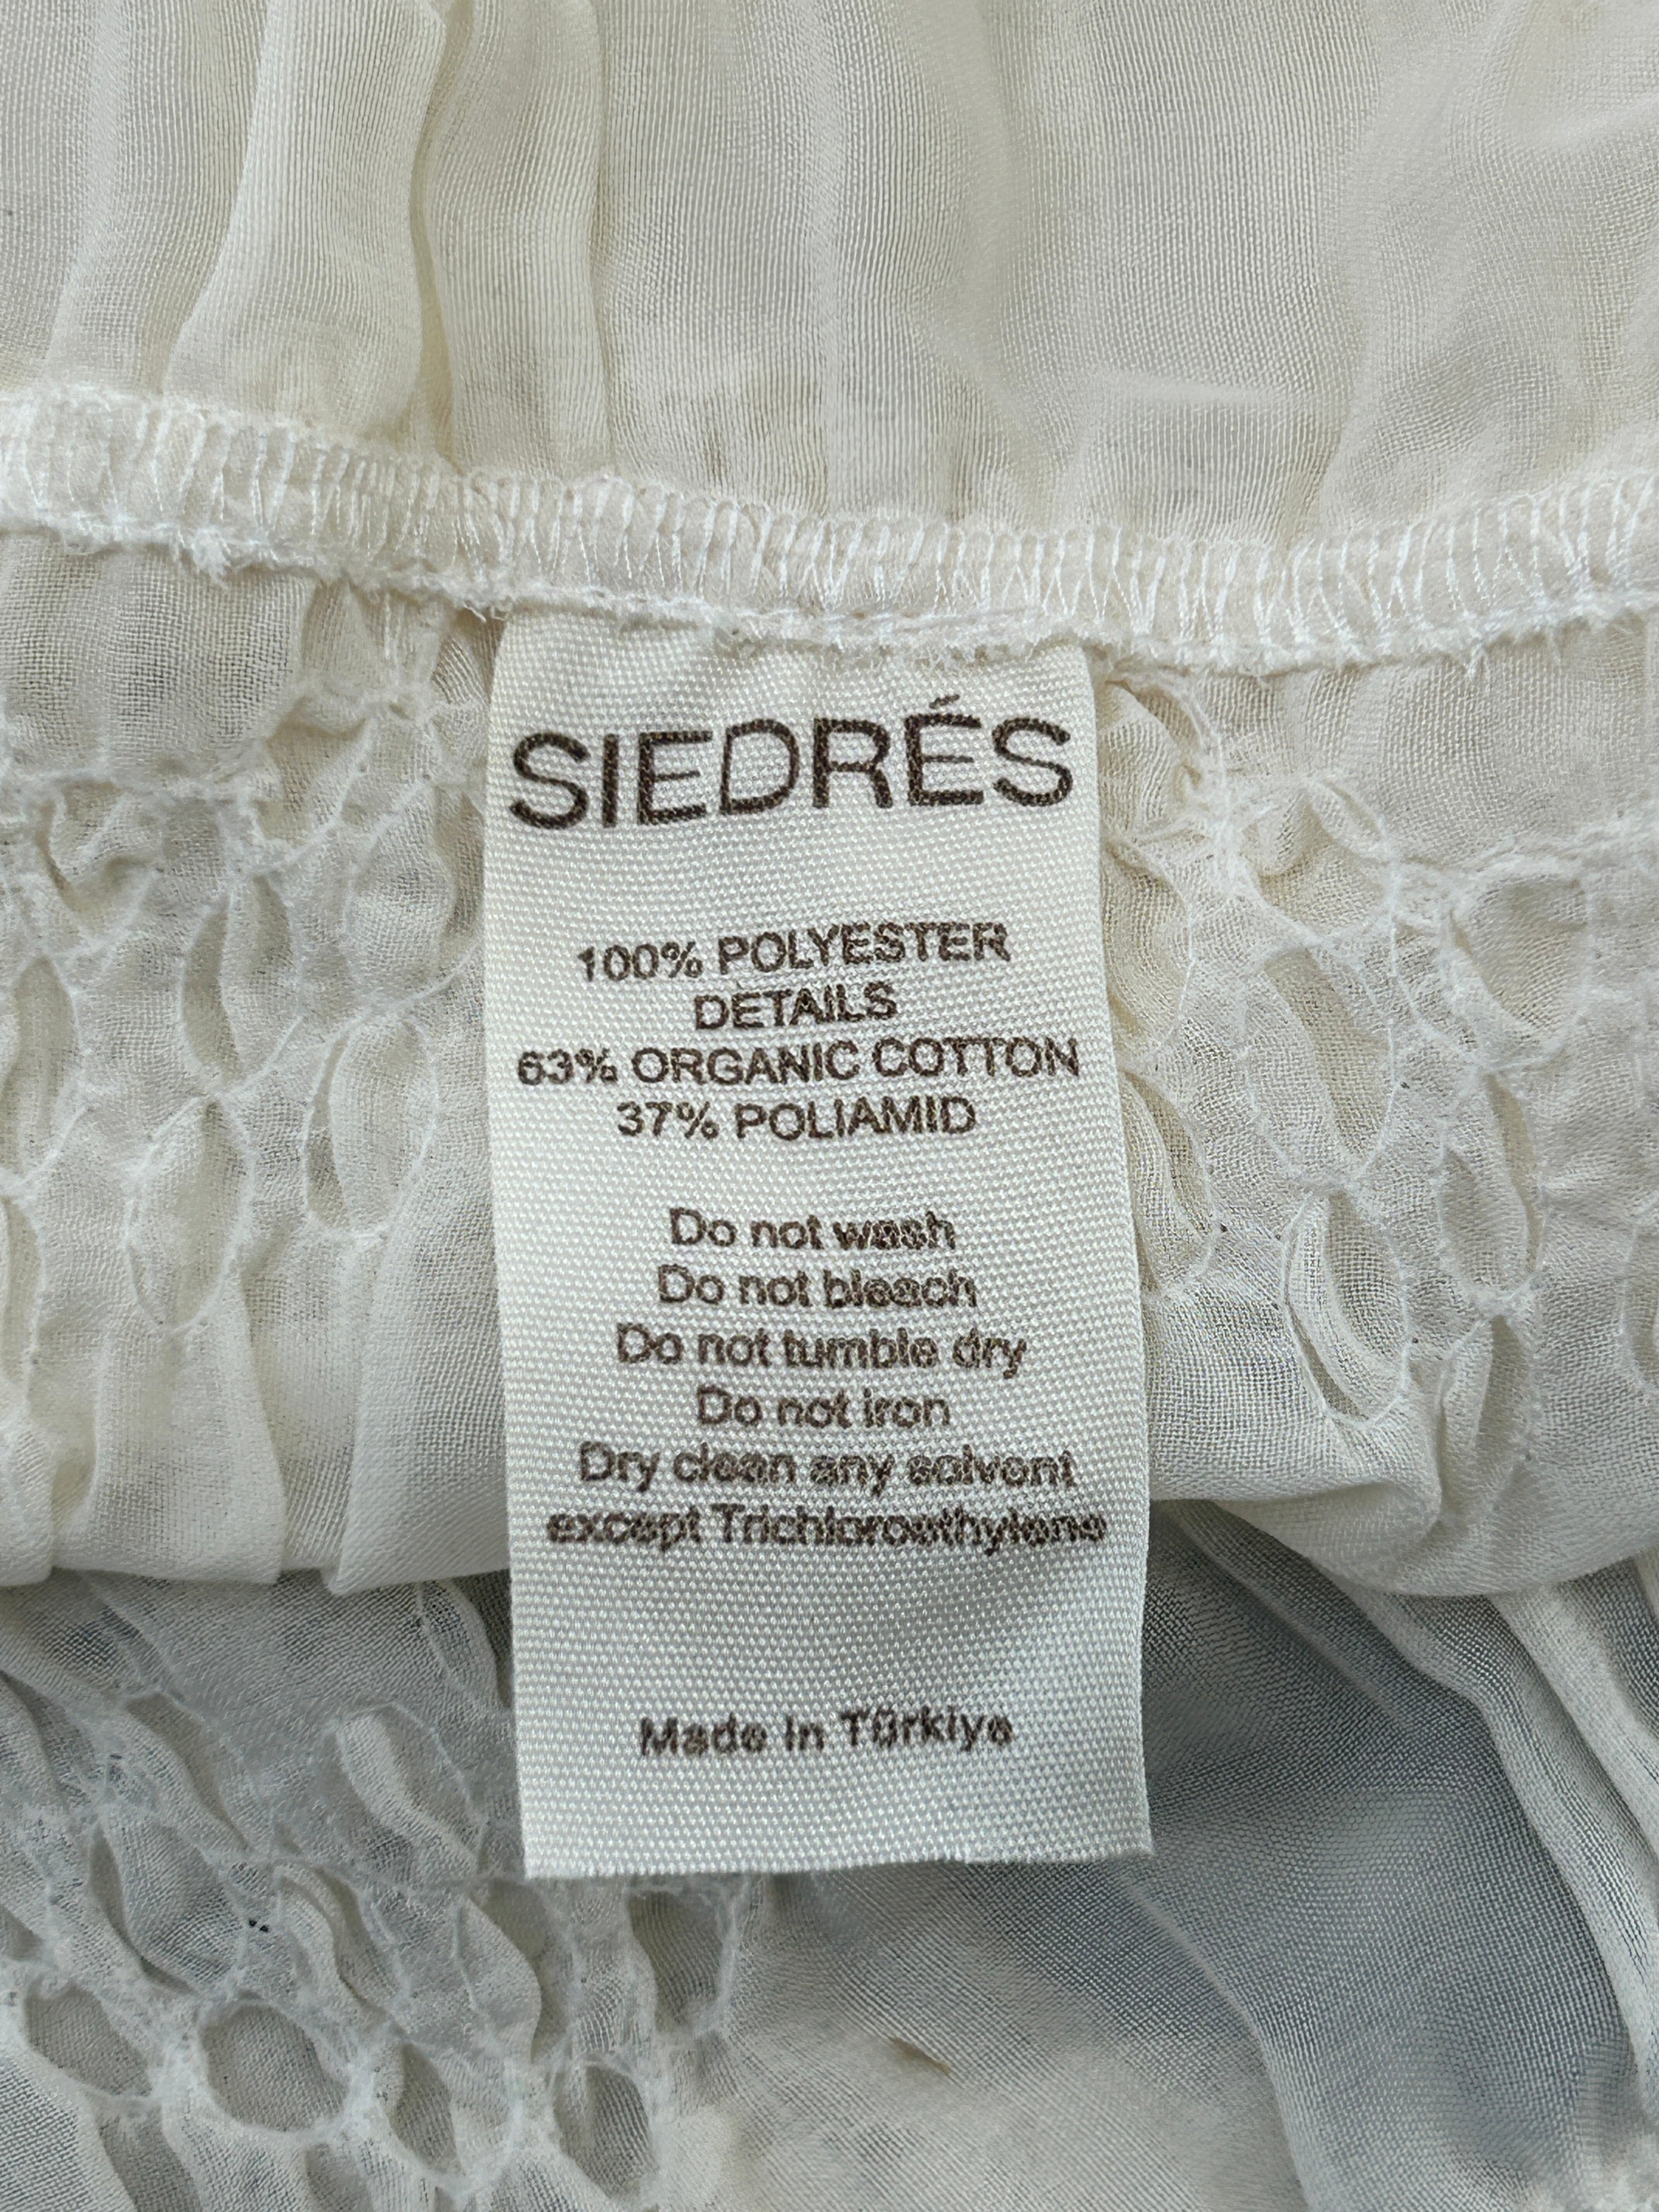 SIEDRÉS
100% POLYESTER
DETAILS
63% ORGANIC COTTON
37% POLIAMID
Do not wash
Do not bleach
Do not tumble dry
Do not iron
Dry clean any solvent
except Trichloroethylene
Made in Türkiye